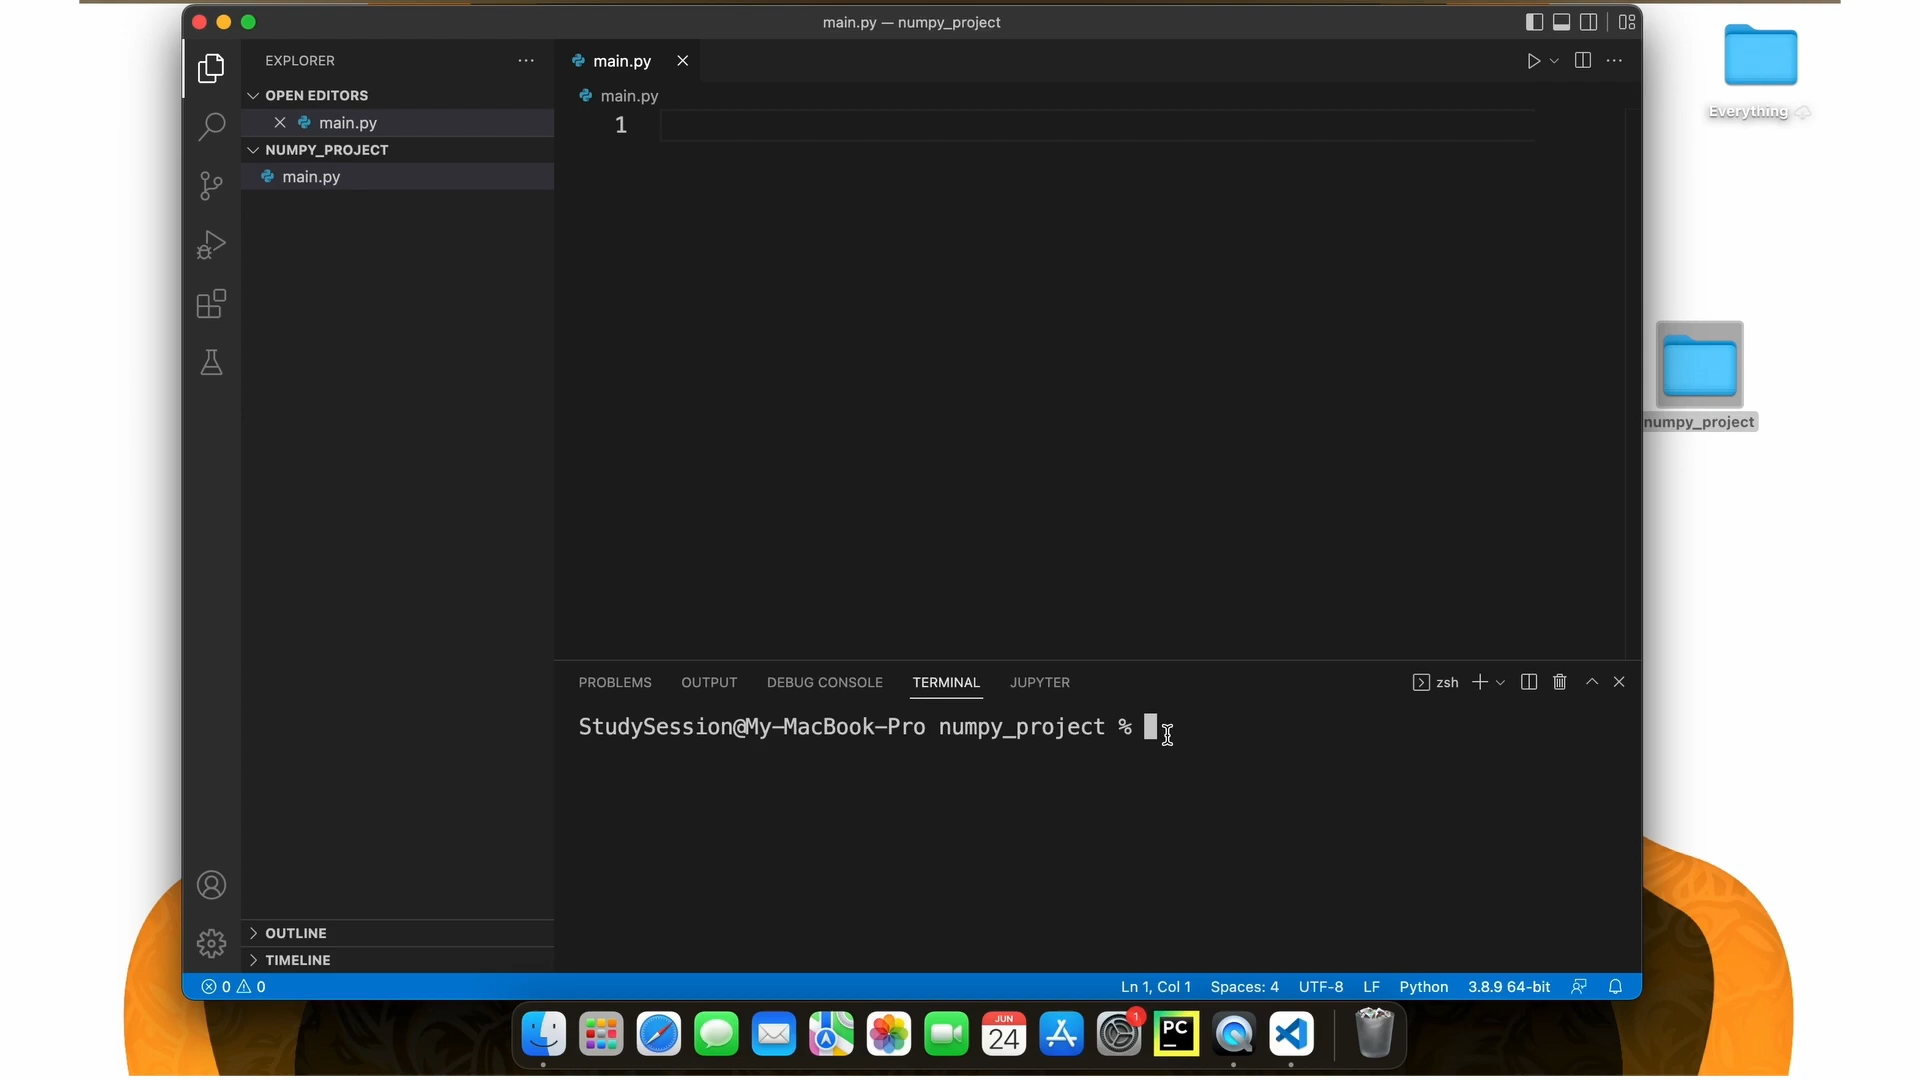 main.py — numpy_project
EXPLORER
main.py
OPEN EDITORS
main.py
NUMPY_PROJECT
main.py
main.py
1
Everything
numpy_project
PROBLEMS OUTPUT DEBUG CONSOLE TERMINAL JUPYTER
zsh
StudySession@My-MacBook-Pro numpy_project %
OUTLINE
TIMELINE
0 0
Ln 1, Col 1 Spaces: 4 UTF-8 LF Python 3.8.9 64-bit
JUN
24
1
PC